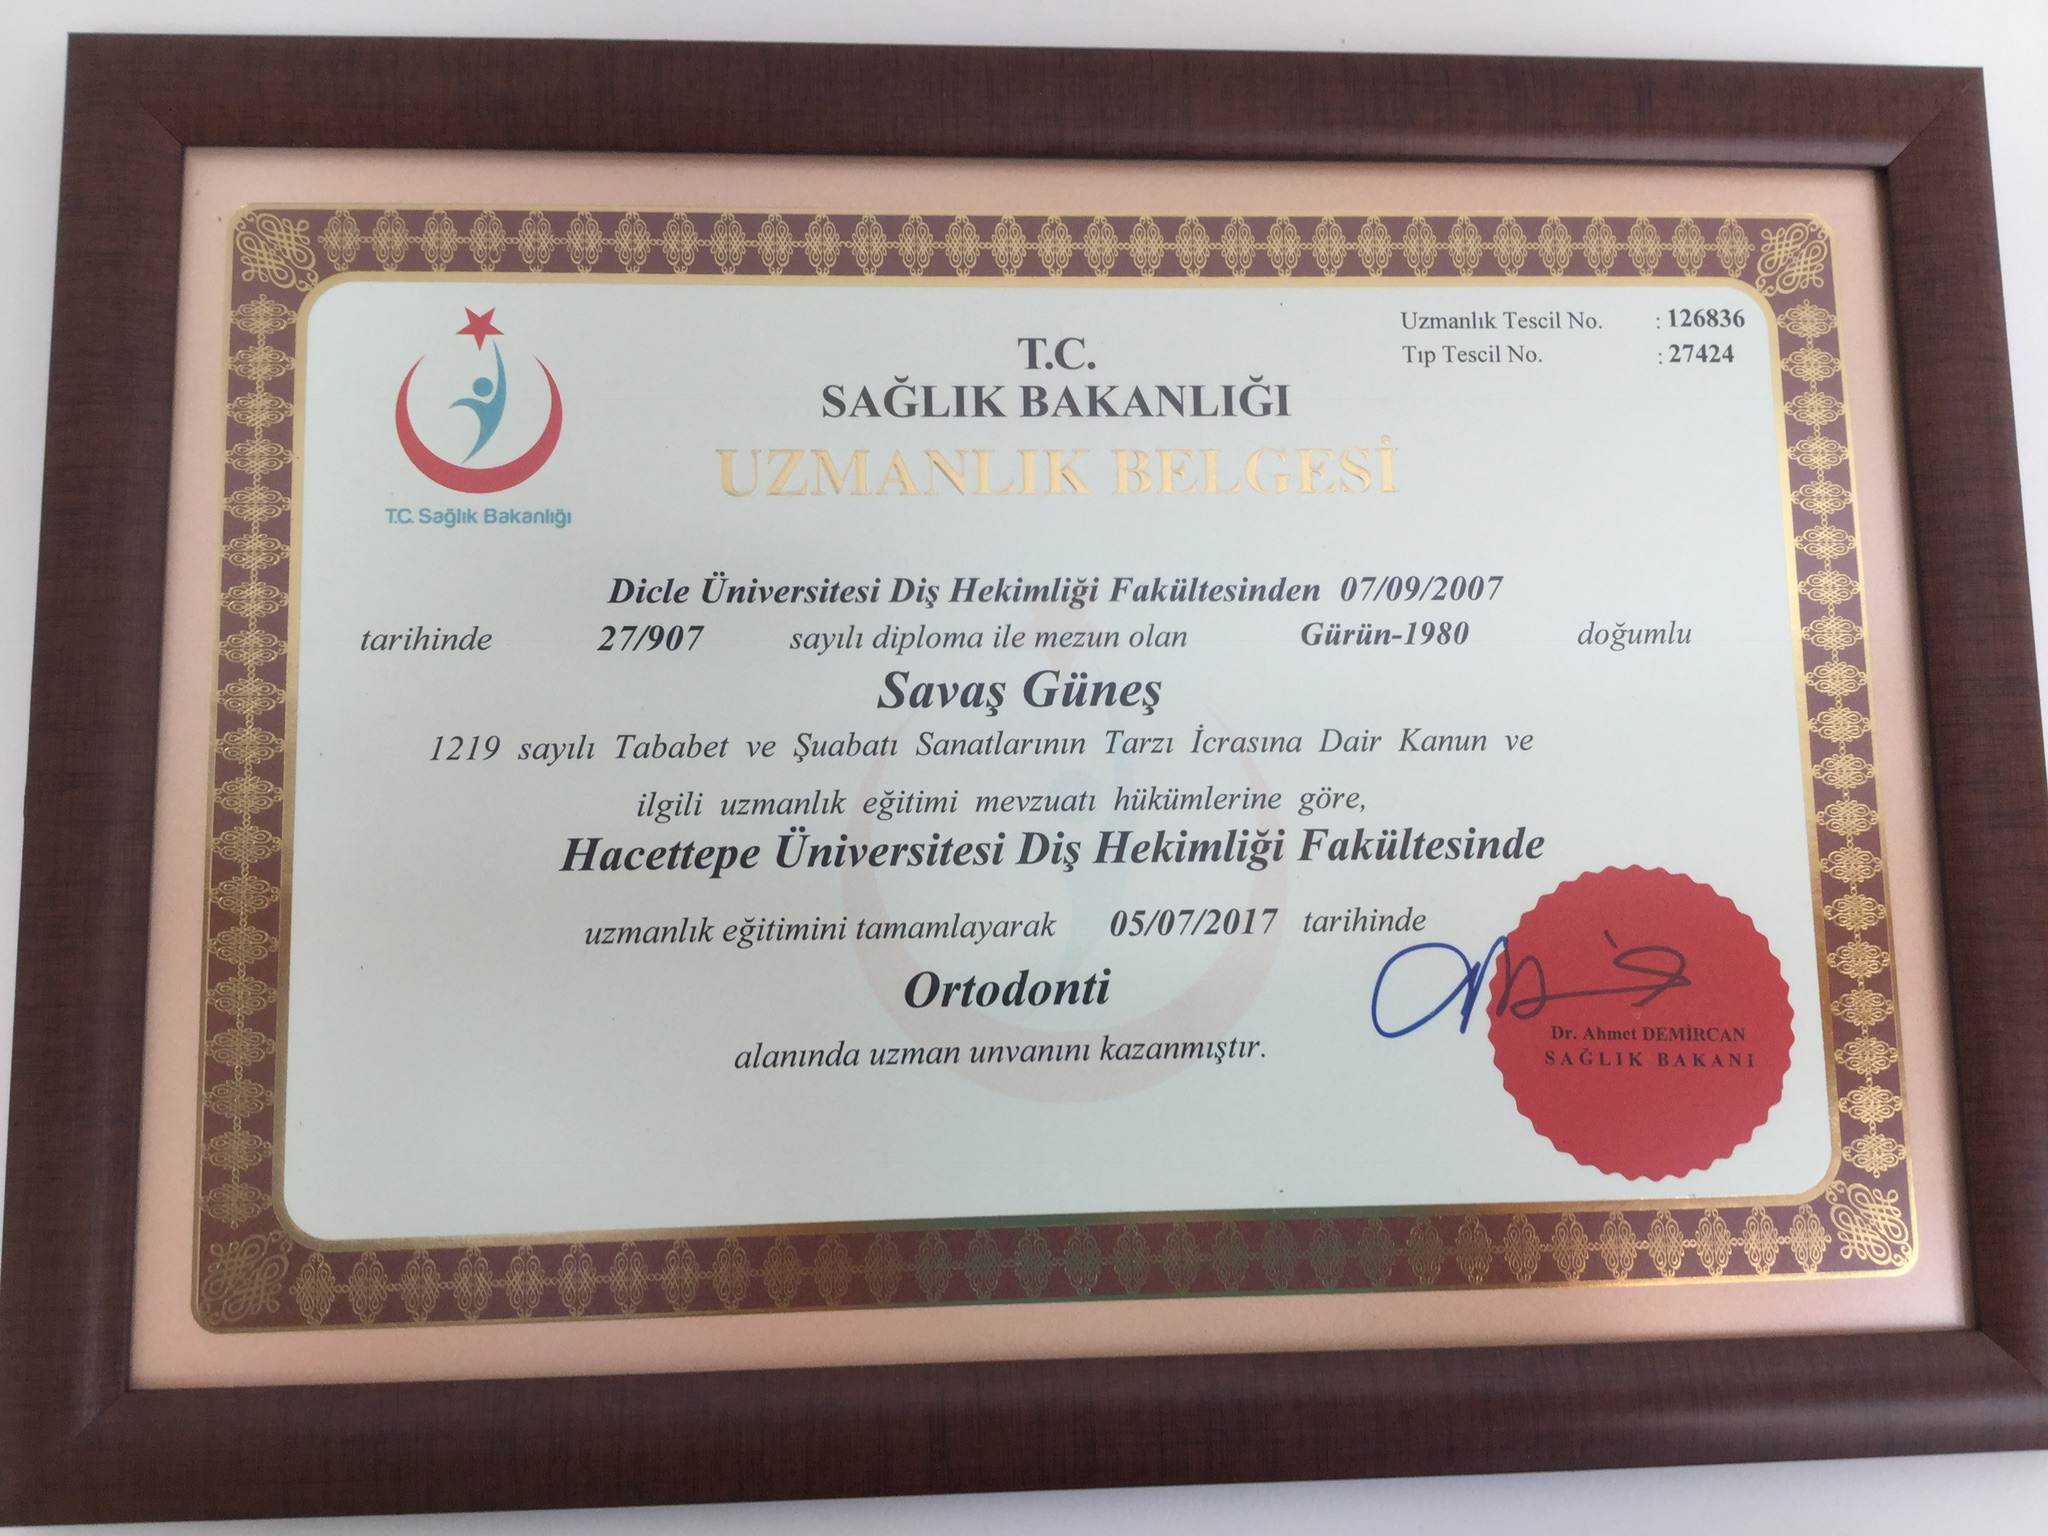 Uzmanlık Tescil No. : 126836
Tıp Tescil No. : 27424
T.C.
SAĞLIK BAKANLIĞI
UZMANLIK BELGESİ
T.C. Sağlık Bakanlığı
Dicle Üniversitesi Diş Hekimliği Fakültesinden 07/09/2007
tarihinde 27/907 sayılı diploma ile mezun olan Gürün-1980 doğumlu
Savaş Güneş
1219 sayılı Tababet ve Şuabatı Sanatlarının Tarzı İcrasına Dair Kanun ve
ilgili uzmanlık eğitimi mevzuatı hükümlerine göre,
Hacettepe Üniversitesi Diş Hekimliği Fakültesinde
uzmanlık eğitimini tamamlayarak 05/07/2017 tarihinde
Ortodonti
alanında uzman unvanını kazanmıştır.
Dr. Ahmet DEMİRCAN
SAĞLIK BAKANI